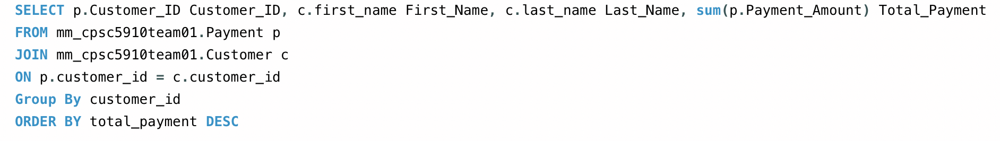 SELECT p.Customer_ID Customer_ID, c.first_name First_Name, c.last_name Last_Name, sum(p.Payment_Amount) Total_Payment
FROM mm_cpsc5910team01.Payment p
JOIN mm_cpsc5910team01.Customer c
ON p.customer_id = c.customer_id
Group By customer_id
ORDER BY total_payment DESC